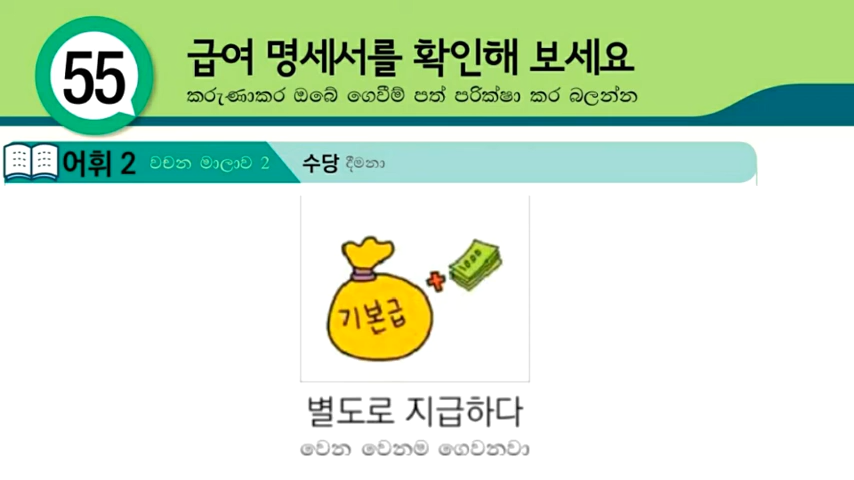 55
급여 명세서를 확인해 보세요
කරුණාකර ඔබේ ගෙවීම් පත් පරික්ෂා කර බලන්න
어휘 2 වචන මාලාව 2 수당 දීමනා
기본급
1000
별도로 지급하다
වෙන වෙනම ගෙවනවා